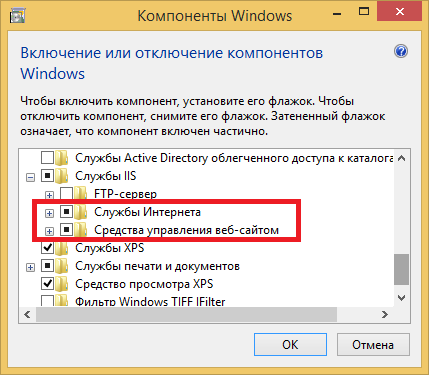 Компоненты Windows
Включение или отключение компонентов
Windows
Чтобы включить компонент, установите его флажок. Чтобы
отключить компонент, снимите его флажок. Затененный флажок
означает, что компонент включен частично.
Службы Active Directory облегченного доступа к каталога
Службы IIS
FTP-сервер
Службы Интернета
Средства управления веб-сайтом
Службы XPS
Службы печати и документов
Средство просмотра XPS
Фильтр Windows TIFF IFilter
ОК
Отмена